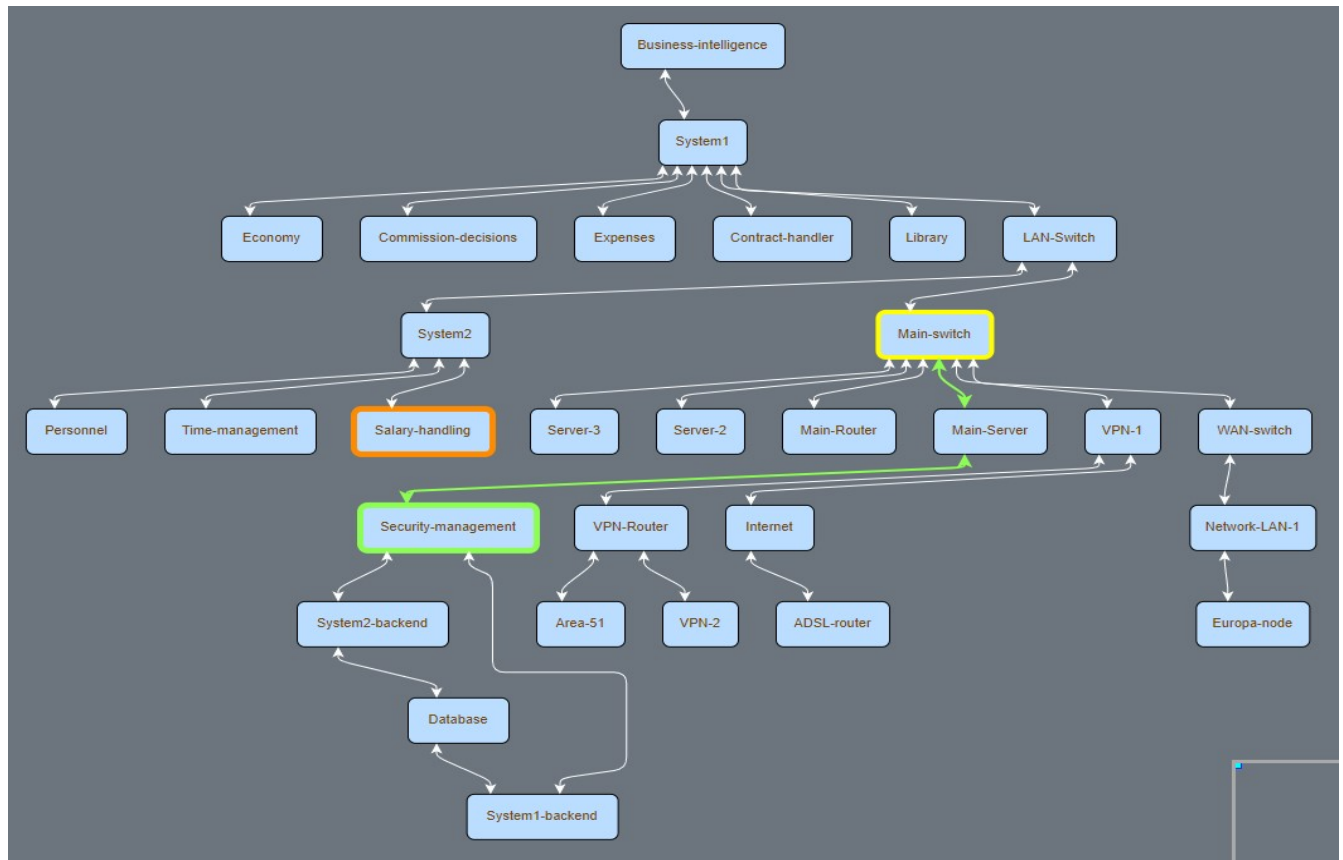 Business-intelligence
System1
Economy
Commission-decisions
Expenses
Contract-handler
Library
LAN-Switch
System2
Main-switch
Personnel
Time-management
Salary-handling
Server-3
Server-2
Main-Router
Main-Server
VPN-1
WAN-switch
Security-management
VPN-Router
Internet
Network-LAN-1
System2-backend
Area-51
VPN-2
ADSL-router
Europa-node
Database
System1-backend